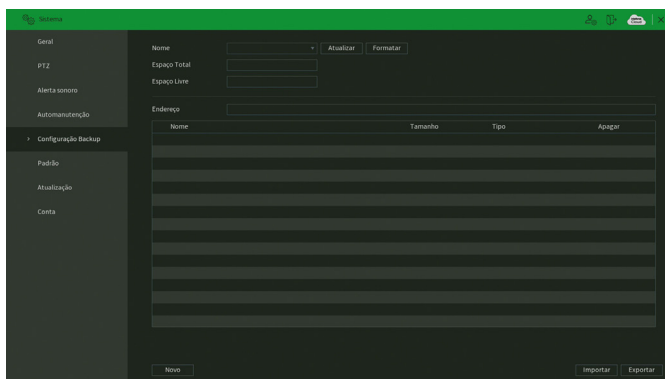 Sistema
Geral
PTZ
Alerta sonoro
Automanutenção
Configuração Backup
Padrão
Atualização
Conta
Nome Atualizar Formatar
Espaço Total
Espaço Livre
Endereço
Nome Tamanho Tipo Apagar
Novo Importar Exportar